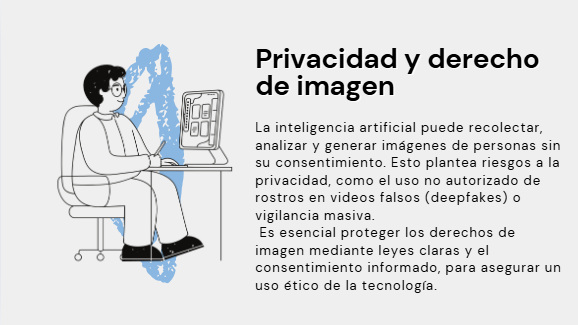 Privacidad y derecho
de imagen
La inteligencia artificial puede recolectar,
analizar y generar imágenes de personas sin
su consentimiento. Esto plantea riesgos a la
privacidad, como el uso no autorizado de
rostros en videos falsos (deepfakes) o
vigilancia masiva.
Es esencial proteger los derechos de
imagen mediante leyes claras y el
consentimiento informado, para asegurar un
uso ético de la tecnología.